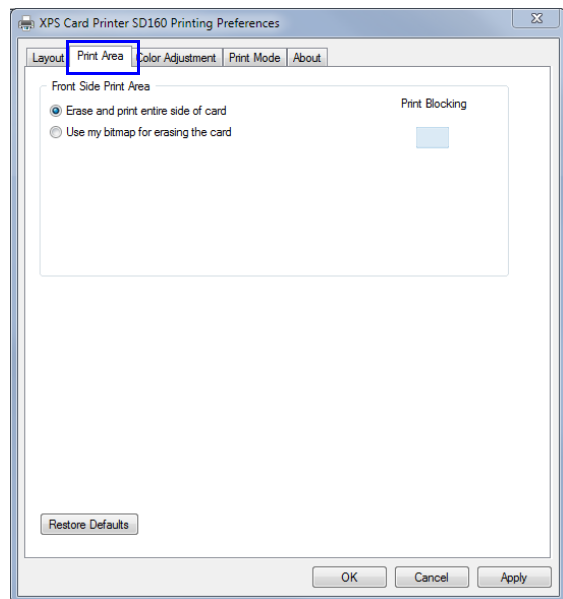 XPS Card Printer SD160 Printing Preferences
Layout Print Area Color Adjustment Print Mode About
Front Side Print Area
Erase and print entire side of card
Print Blocking
Use my bitmap for erasing the card
Restore Defaults
OK Cancel Apply